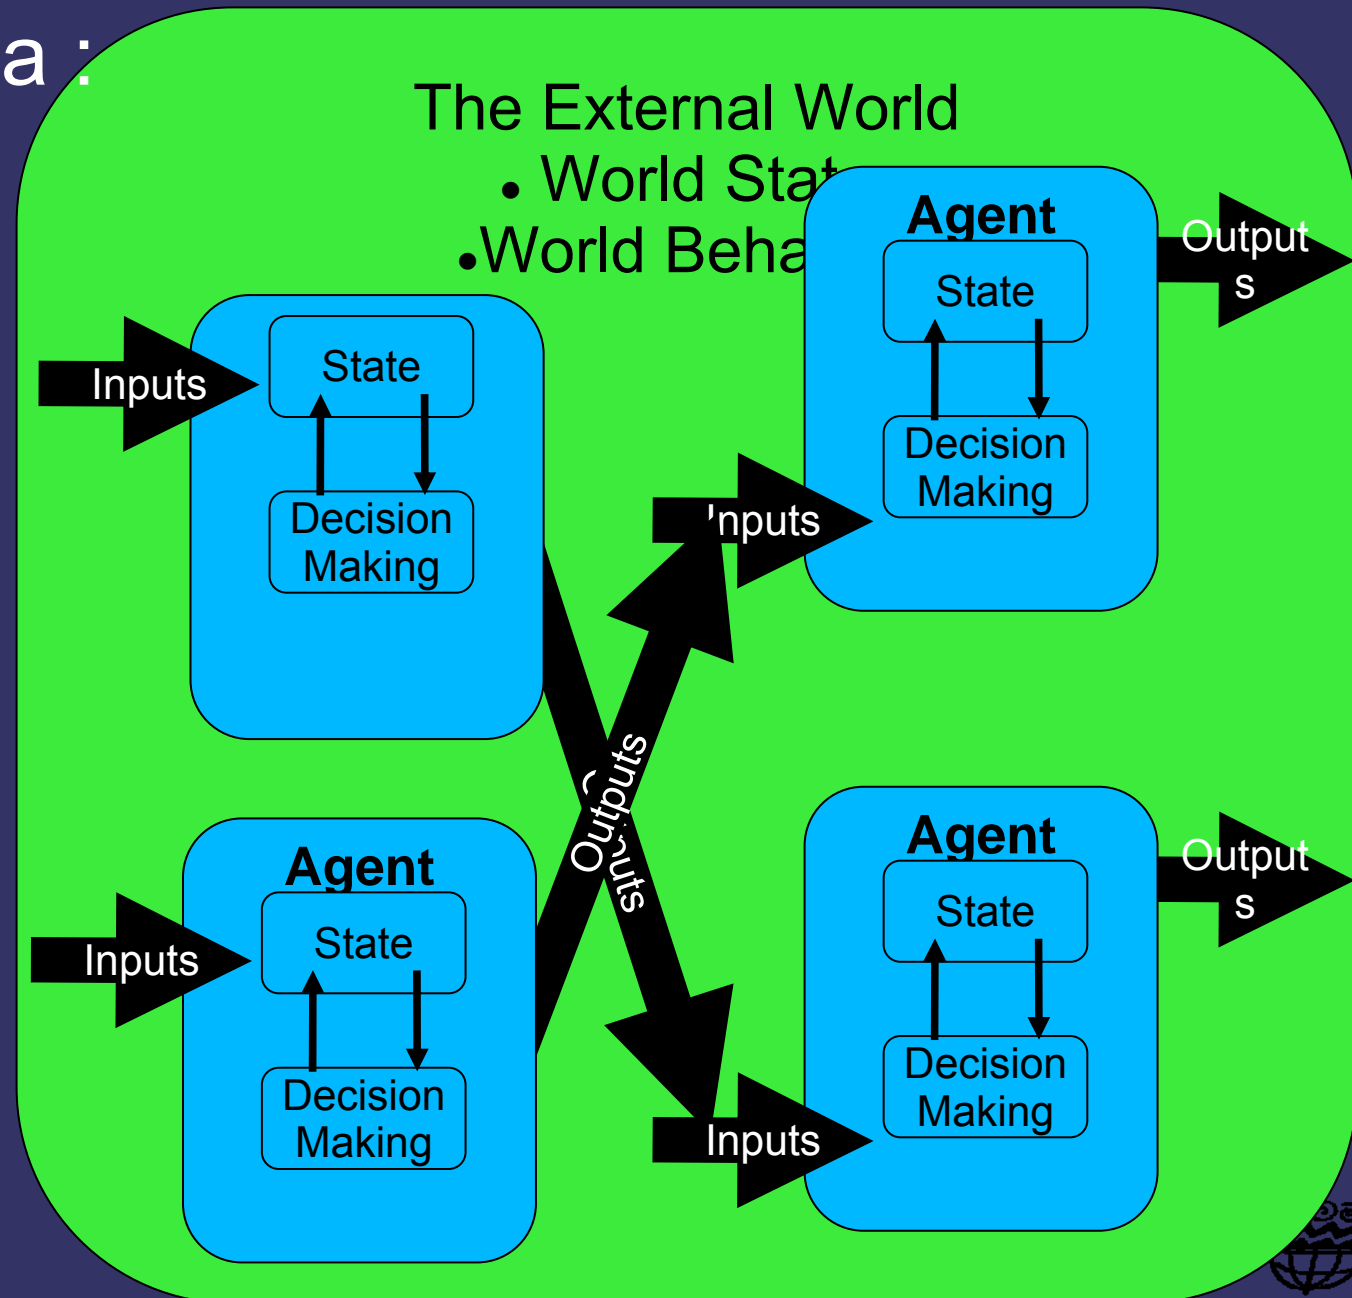 a :
The External World
• World Stat
•World Beha
Agent
State
Decision
Making
Inputs
Output
s
Inputs
State
Decision
Making
Outputs
Agent
State
Decision
Making
Inputs
Agent
State
Decision
Making
Inputs
Output
s